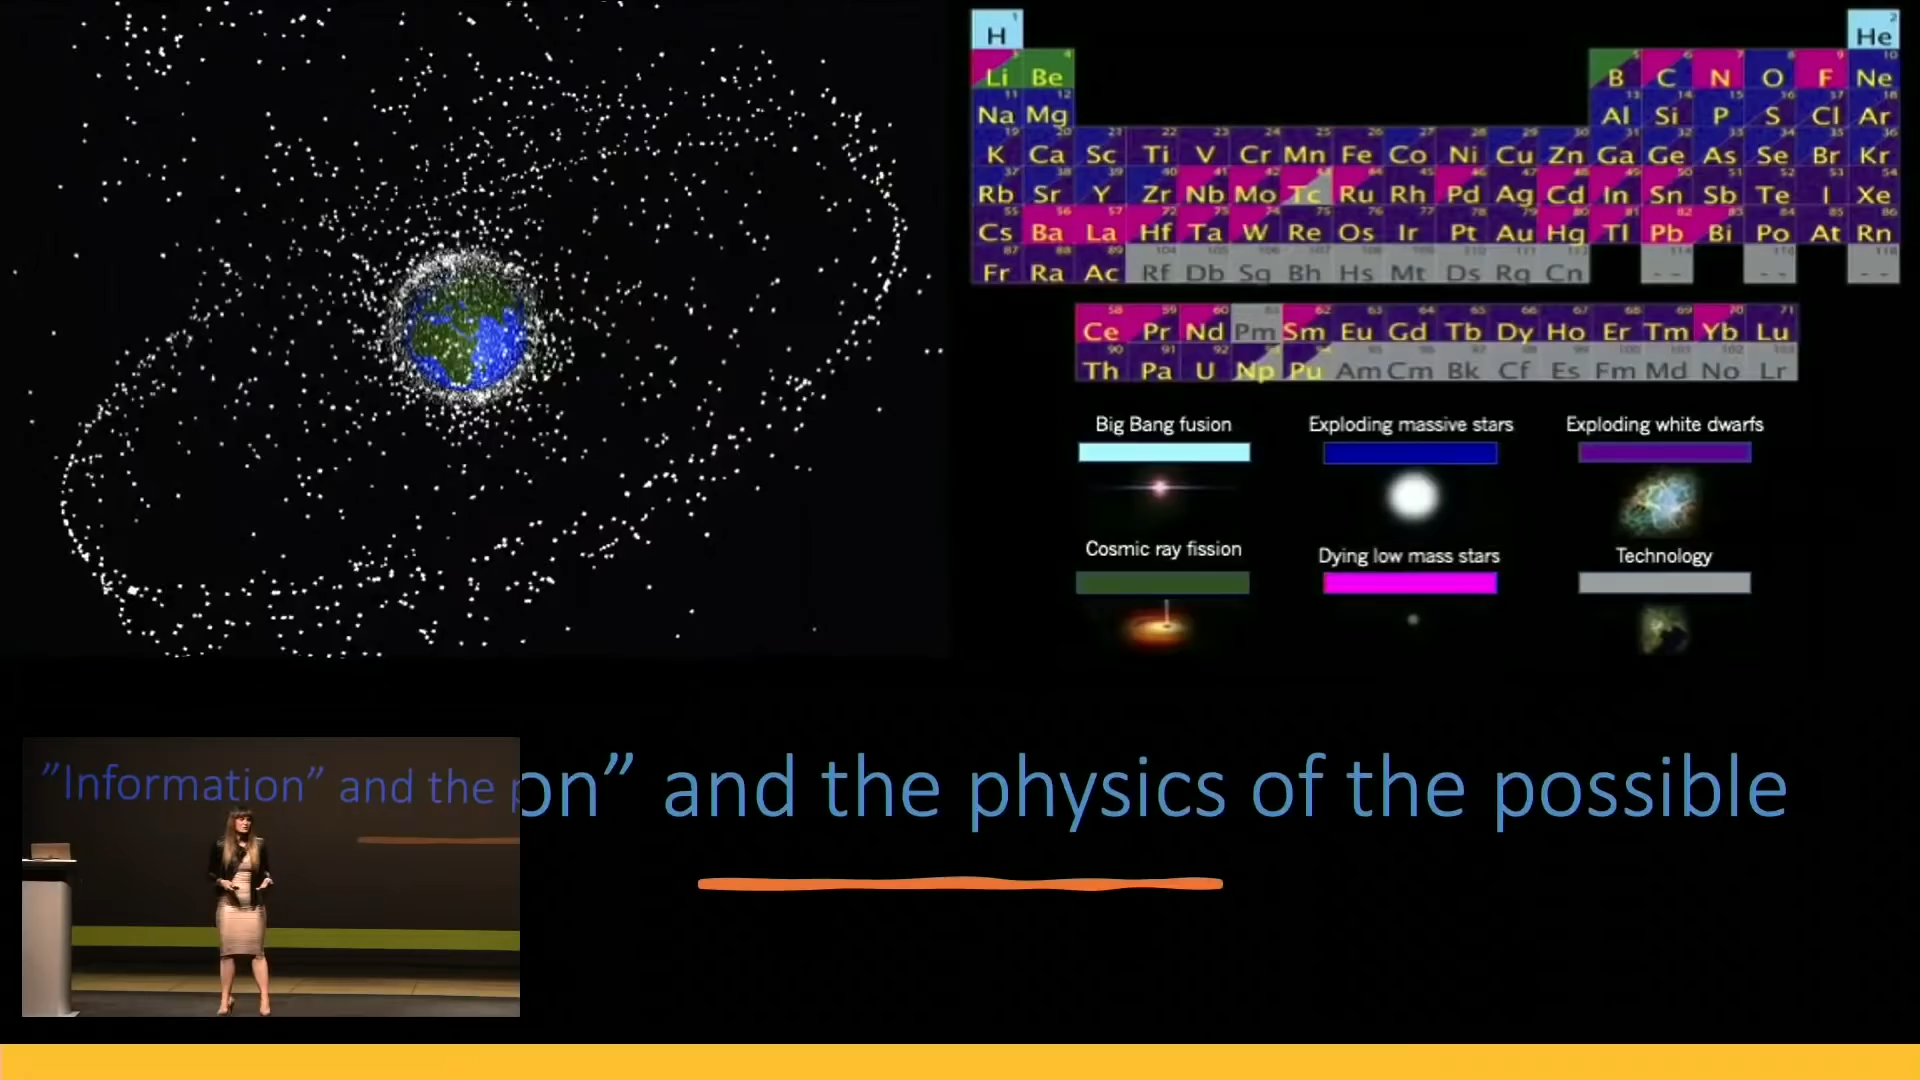 H He
Li Be B C N O F Ne
Na Mg Al Si P S Cl Ar
K Ca Sc Ti V Cr Mn Fe Co Ni Cu Zn Ga Ge As Se Br Kr
Rb Sr Y Zr Nb Mo Tc Ru Rh Pd Ag Cd In Sn Sb Te I Xe
Cs Ba La Hf Ta W Re Os Ir Pt Au Hg Tl Pb Bi Po At Rn
Fr Ra Ac Rf Db Sg Bh Hs Mt Ds Rg Cn -- -- --
Ce Pr Nd Pm Sm Eu Gd Tb Dy Ho Er Tm Yb Lu
Th Pa U Np Pu Am Cm Bk Cf Es Fm Md No Lr
Big Bang fusion Exploding massive stars Exploding white dwarfs
Cosmic ray fission Dying low mass stars Technology
”Information” and the p
on” and the physics of the possible